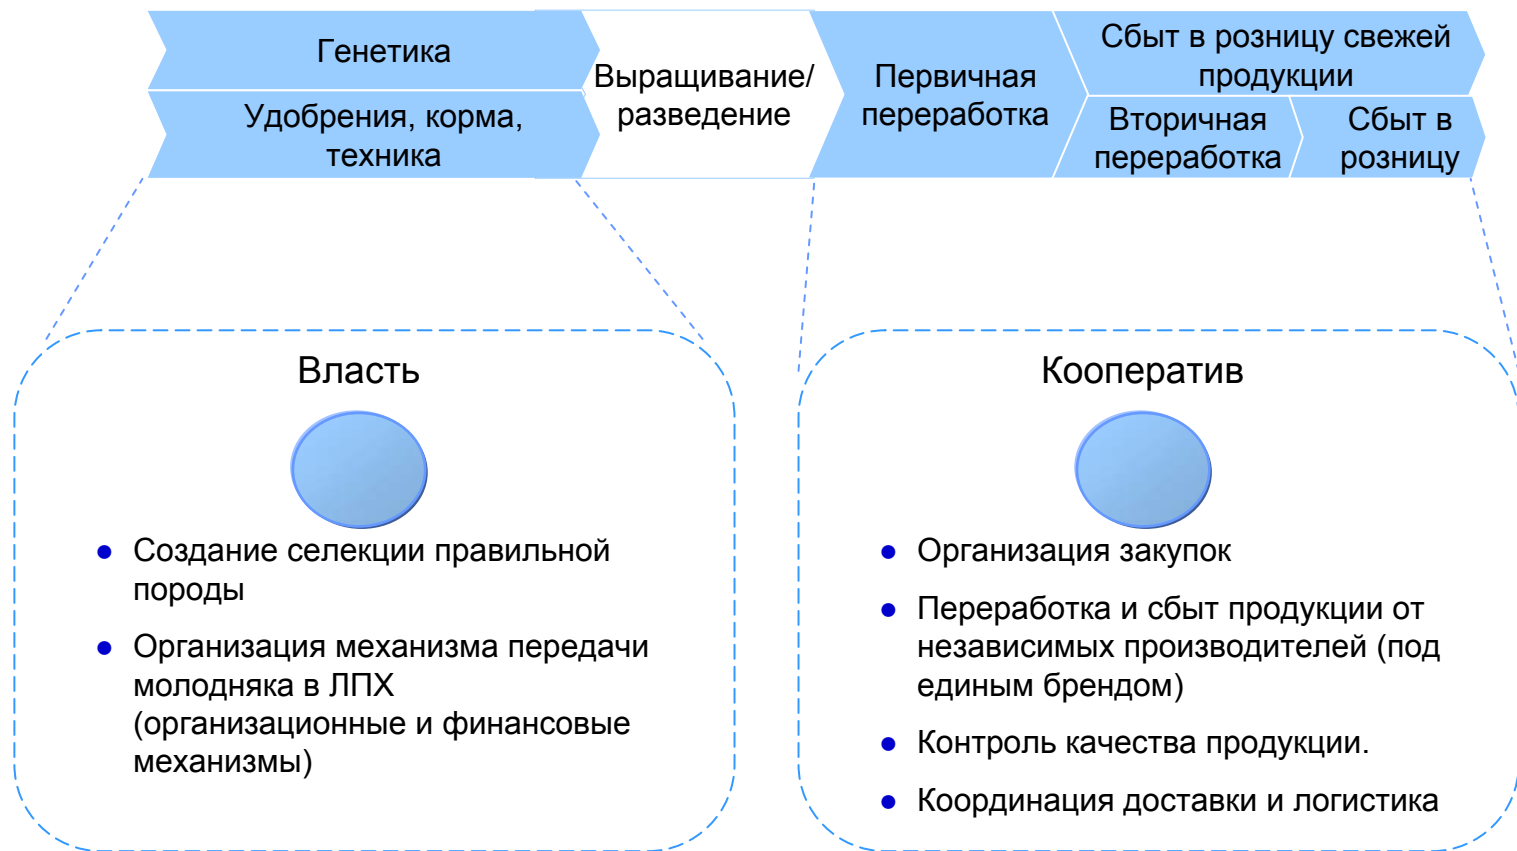 Генетика
Удобрения, корма,
техника
Выращивание/
разведение
Первичная
переработка
Сбыт в розницу свежей
продукции
Вторичная
переработка
Сбыт в
розницу
Власть
● Создание селекции правильной
породы
● Организация механизма передачи
молодняка в ЛПХ
(организационные и финансовые
механизмы)
Кооператив
● Организация закупок
● Переработка и сбыт продукции от
независимых производителей (под
единым брендом)
● Контроль качества продукции.
● Координация доставки и логистика